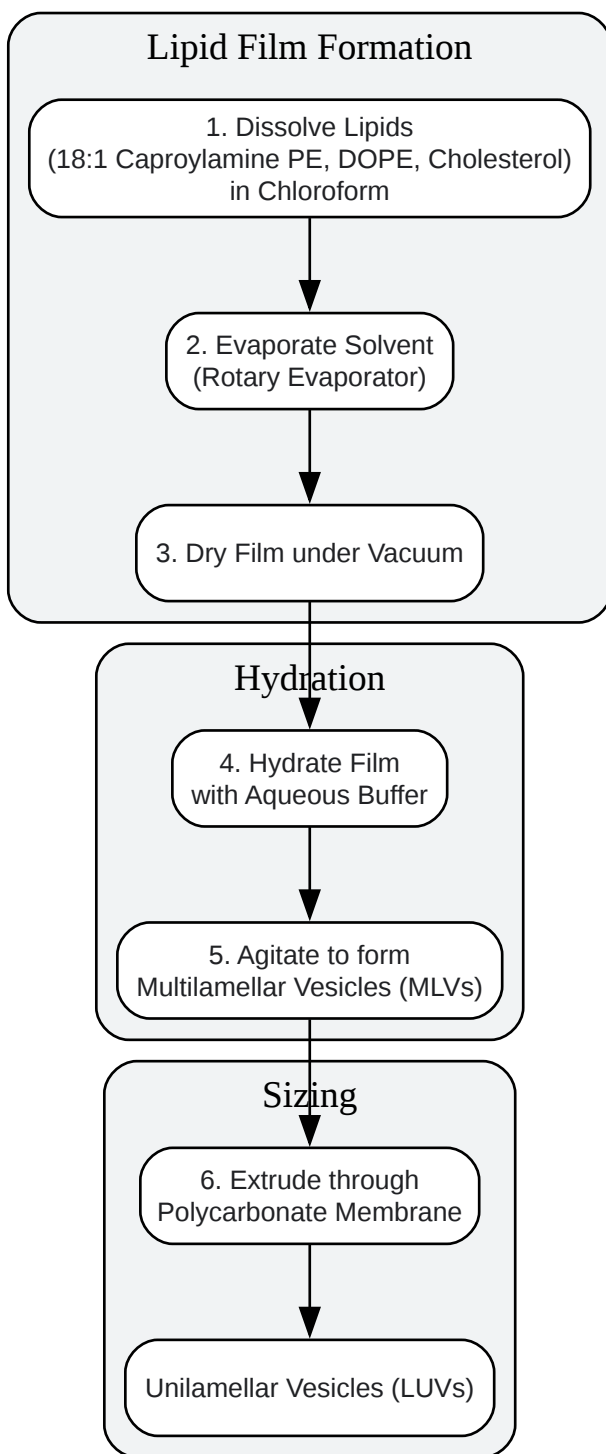 Lipid Film Formation
1. Dissolve Lipids
(18:1 Caproylamine PE, DOPE, Cholesterol)
in Chloroform
2. Evaporate Solvent
(Rotary Evaporator)
3. Dry Film under Vacuum
Hydration
4. Hydrate Film
with Aqueous Buffer
5. Agitate to form
Multilamellar Vesicles (MLVs)
Sizing
6. Extrude through
Polycarbonate Membrane
Unilamellar Vesicles (LUVs)